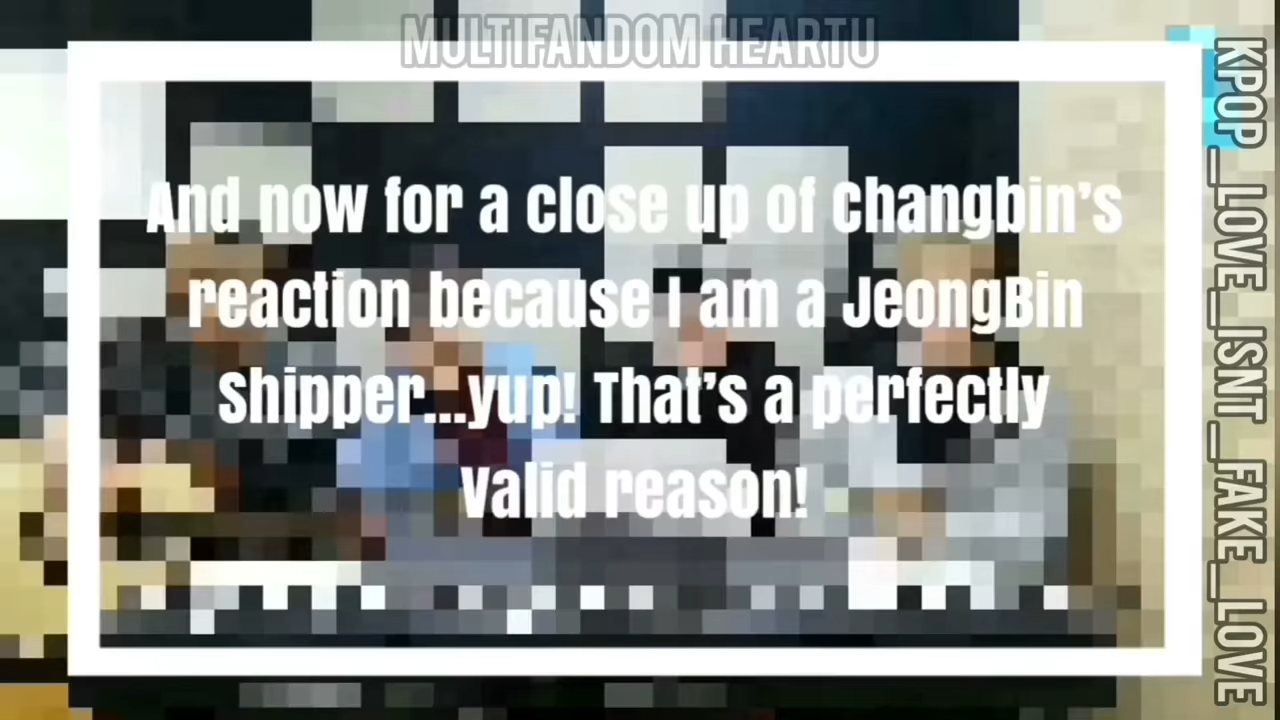 MULTIFANDOM HEARTU
And now for a close up of Changbin’s
reaction because I am a JeongBin
Shipper...yup! That’s a perfectly
Valid reason!
KPOP_LOVE_ISNT_FAKE_LOVE